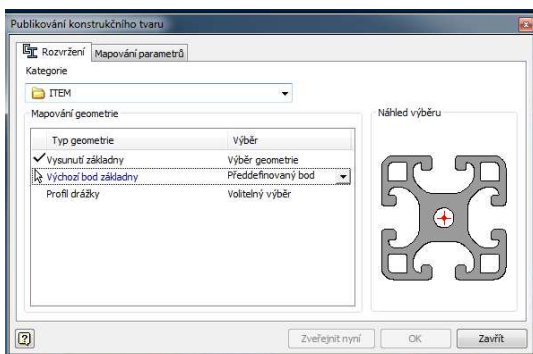 Publikování konstrukčního tvaru
Rozvržení Mapování parametrů
Kategorie
ITEM
Mapování geometrie
Náhled výběru
Typ geometrie Výběr
Vysunutí základny Výběr geometrie
Výchozí bod základny Předdefinovaný bod
Profil drážky Volitelný výběr
Zveřejnit nyní OK Zavřít